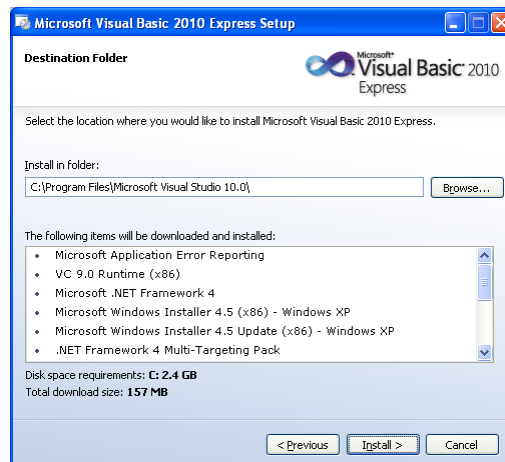 Microsoft Visual Basic 2010 Express Setup
Destination Folder
Microsoft®
Visual Basic® 2010
Express
Select the location where you would like to install Microsoft Visual Basic 2010 Express.
Install in folder:
C:\Program Files\Microsoft Visual Studio 10.0\
Browse...
The following items will be downloaded and installed:
• Microsoft Application Error Reporting
• VC 9.0 Runtime (x86)
• Microsoft .NET Framework 4
• Microsoft Windows Installer 4.5 (x86) - Windows XP
• Microsoft Windows Installer 4.5 Update (x86) - Windows XP
• .NET Framework 4 Multi-Targeting Pack
Disk space requirements: C: 2.4 GB
Total download size: 157 MB
< Previous Install > Cancel